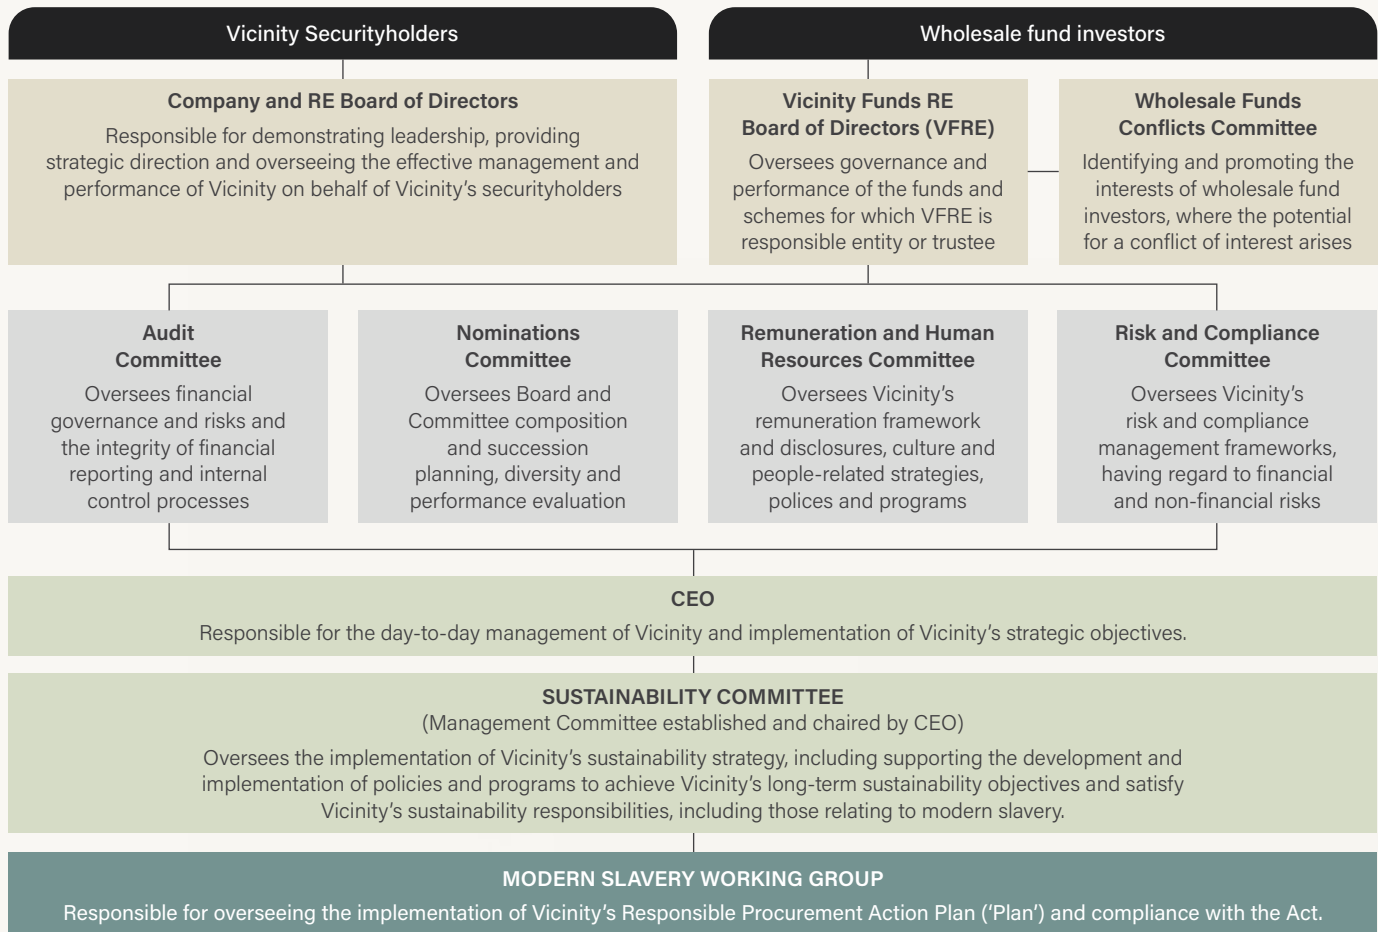 Vicinity Securityholders
Wholesale fund investors
Company and RE Board of Directors
Responsible for demonstrating leadership, providing
strategic direction and overseeing the effective management and
performance of Vicinity on behalf of Vicinity’s securityholders
Vicinity Funds RE
Board of Directors (VFRE)
Oversees governance and
performance of the funds and
schemes for which VFRE is
responsible entity or trustee
Wholesale Funds
Conflicts Committee
Identifying and promoting the
interests of wholesale fund
investors, where the potential
for a conflict of interest arises
Audit
Committee
Oversees financial
governance and risks and
the integrity of financial
reporting and internal
control processes
Nominations
Committee
Oversees Board and
Committee composition
and succession
planning, diversity and
performance evaluation
Remuneration and Human
Resources Committee
Oversees Vicinity’s
remuneration framework
and disclosures, culture and
people-related strategies,
polices and programs
Risk and Compliance
Committee
Oversees Vicinity’s
risk and compliance
management frameworks,
having regard to financial
and non-financial risks
CEO
Responsible for the day-to-day management of Vicinity and implementation of Vicinity’s strategic objectives.
SUSTAINABILITY COMMITTEE
(Management Committee established and chaired by CEO)
Oversees the implementation of Vicinity’s sustainability strategy, including supporting the development and
implementation of policies and programs to achieve Vicinity’s long-term sustainability objectives and satisfy
Vicinity’s sustainability responsibilities, including those relating to modern slavery.
MODERN SLAVERY WORKING GROUP
Responsible for overseeing the implementation of Vicinity’s Responsible Procurement Action Plan (‘Plan’) and compliance with the Act.